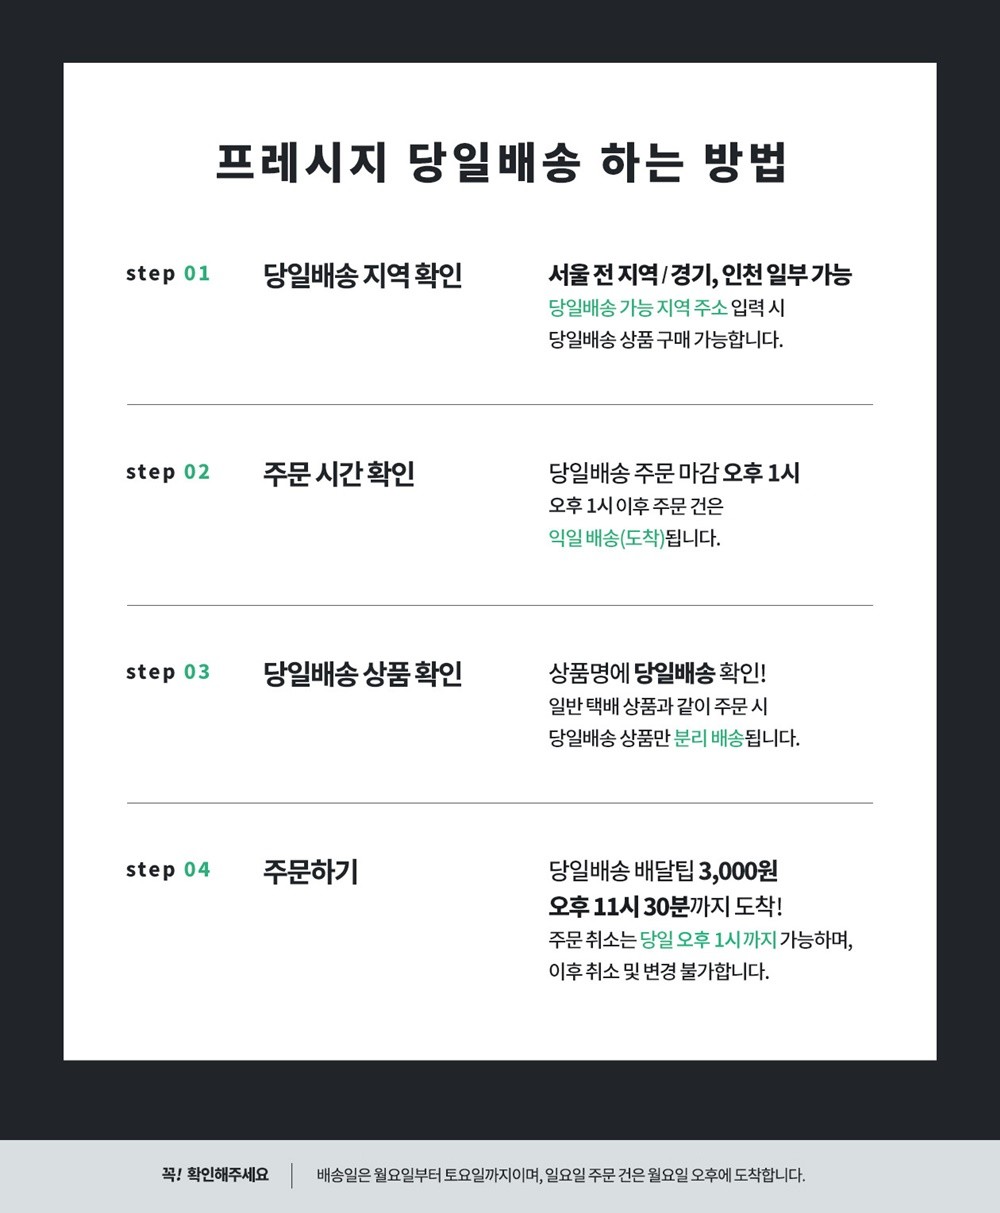 프레시지 당일배송 하는 방법
step 01
당일배송 지역 확인
서울 전 지역 / 경기, 인천 일부 가능
당일배송 가능 지역 주소 입력 시
당일배송 상품 구매 가능합니다.
step 02
주문 시간 확인
당일배송 주문 마감 오후 1시
오후 1시 이후 주문 건은
익일 배송(도착)됩니다.
step 03
당일배송 상품 확인
상품명에 당일배송 확인!
일반 택배 상품과 같이 주문 시
당일배송 상품만 분리 배송됩니다.
step 04
주문하기
당일배송 배달팁 3,000원
오후 11시 30분까지 도착!
주문 취소는 당일 오후 1시 까지 가능하며,
이후 취소 및 변경 불가합니다.
꼭! 확인해주세요
배송일은 월요일부터 토요일까지이며, 일요일 주문 건은 월요일 오후에 도착합니다.